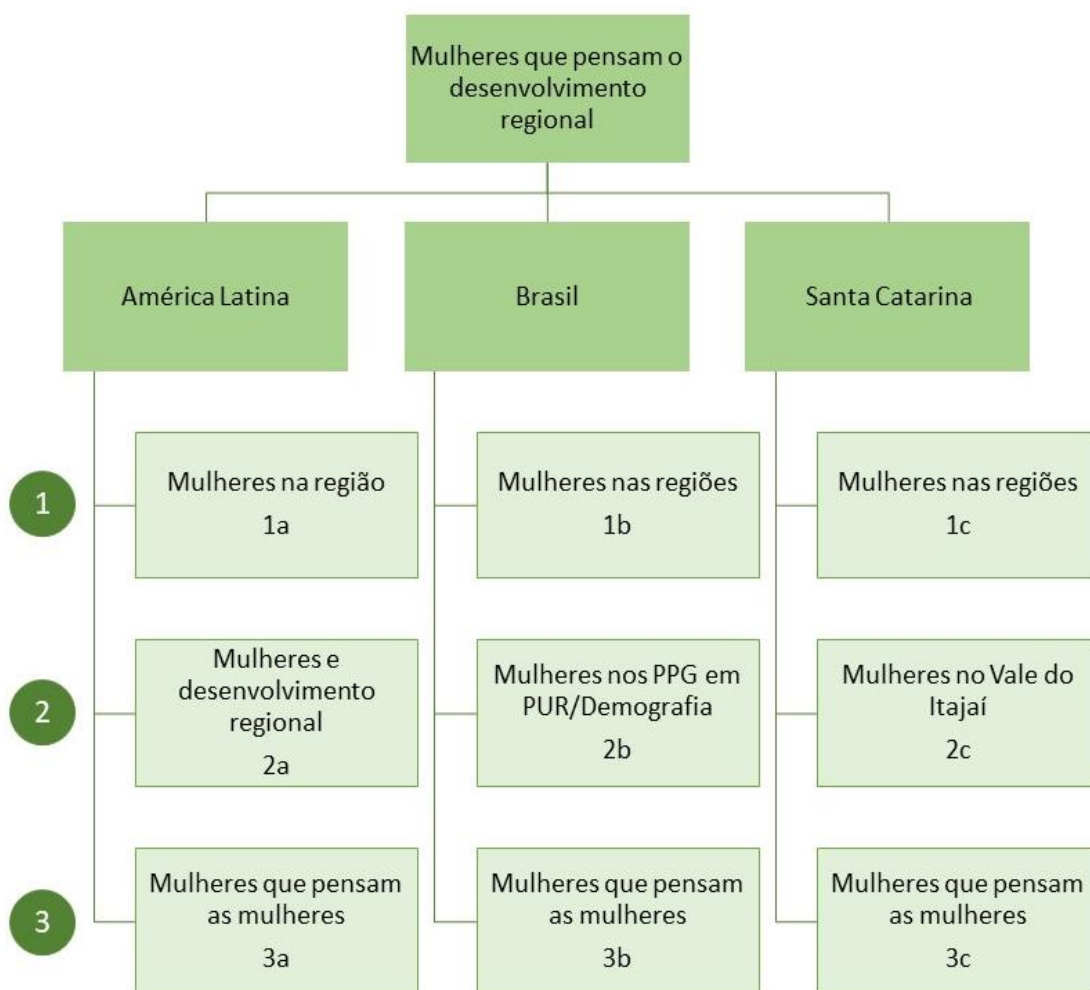 Mulheres que pensam o
desenvolvimento
regional
América Latina
Brasil
Santa Catarina
1
Mulheres na região
1a
Mulheres nas regiões
1b
Mulheres nas regiões
1c
2
Mulheres e
desenvolvimento
regional
2a
Mulheres nos PPG em
PUR/Demografia
2b
Mulheres no Vale do
Itajaí
2c
3
Mulheres que pensam
as mulheres
3a
Mulheres que pensam
as mulheres
3b
Mulheres que pensam
as mulheres
3c